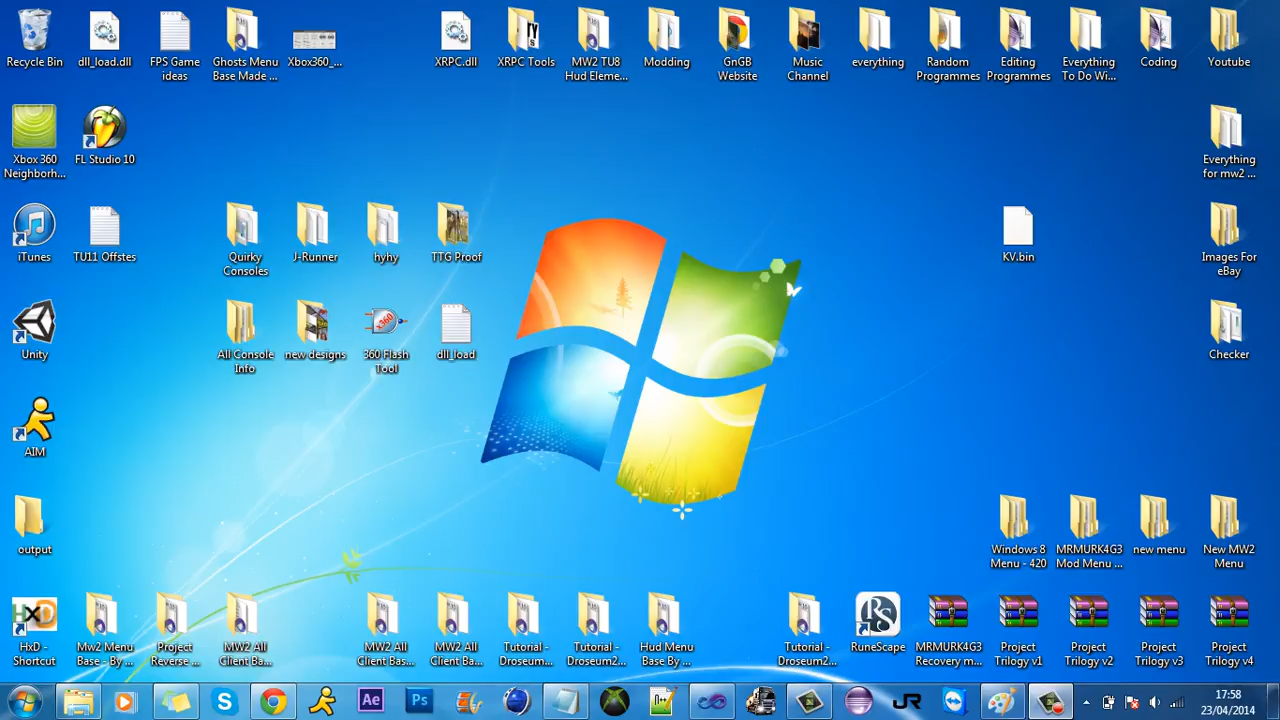 Recycle Bin
dll_load.dll
FPS Game
ideas
Ghosts Menu
Base Made ...
Xbox360_...
XRPC.dll
XRPC Tools
MW2 TU8
Hud Eleme...
Modding
GnGB
Website
Music
Channel
everything
Random
Programmes
Editing
Programmes
Everything
To Do Wi...
Coding
Youtube
Xbox 360
Neighborh...
FL Studio 10
Everything
for mw2 ...
iTunes
TU11 Offstes
Quirky
Consoles
J-Runner
hyhy
TTG Proof
KV.bin
Images For
eBay
Unity
All Console
Info
new designs
X360
360 Flash
Tool
dll_load
Checker
AIM
output
Windows 8
Menu - 420
MRMURK4G3
Mod Menu ...
new menu
New MW2
Menu
HxD
HxD -
Shortcut
Mw2 Menu
Base - By ...
Project
Reverse ...
MW2 All
Client Ba...
MW2 All
Client Bas...
MW2 All
Client Ba...
Tutorial -
Droseum...
Tutorial -
Droseum2...
Hud Menu
Base By ...
Tutorial -
Droseum2...
RS
RuneScape
MRMURK4G3
Recovery m...
Project
Trilogy v1
Project
Trilogy v2
Project
Trilogy v3
Project
Trilogy v4
Ae
Ps
JR
17:58
23/04/2014